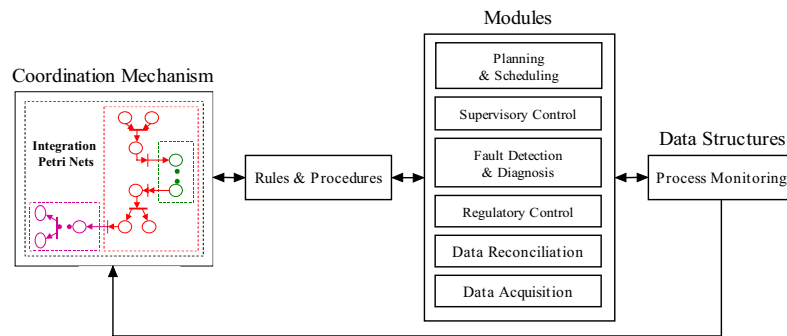 Modules
Coordination Mechanism
Integration
Petri Nets
Rules & Procedures
Planning
& Scheduling
Supervisory Control
Fault Detection
& Diagnosis
Regulatory Control
Data Reconciliation
Data Acquisition
Data Structures
Process Monitoring